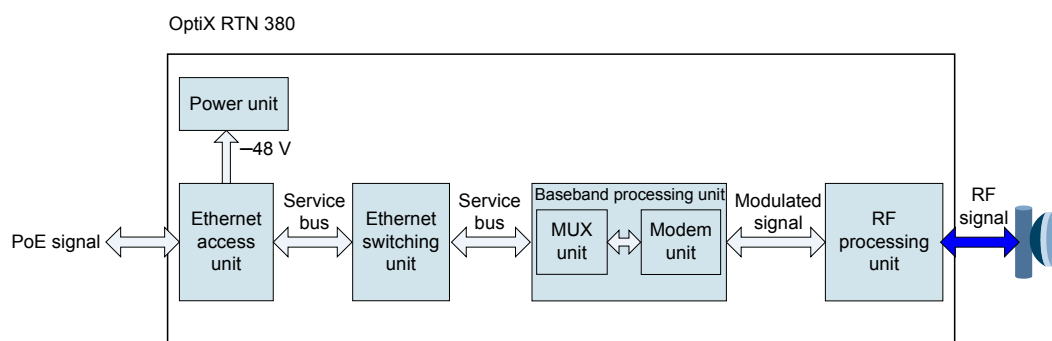 OptiX RTN 380
Power unit
–48 V
PoE signal
Ethernet
access
unit
Service
bus
Ethernet
switching
unit
Service
bus
Baseband processing unit
MUX
unit
Modem
unit
Modulated
signal
RF
processing
unit
RF
signal